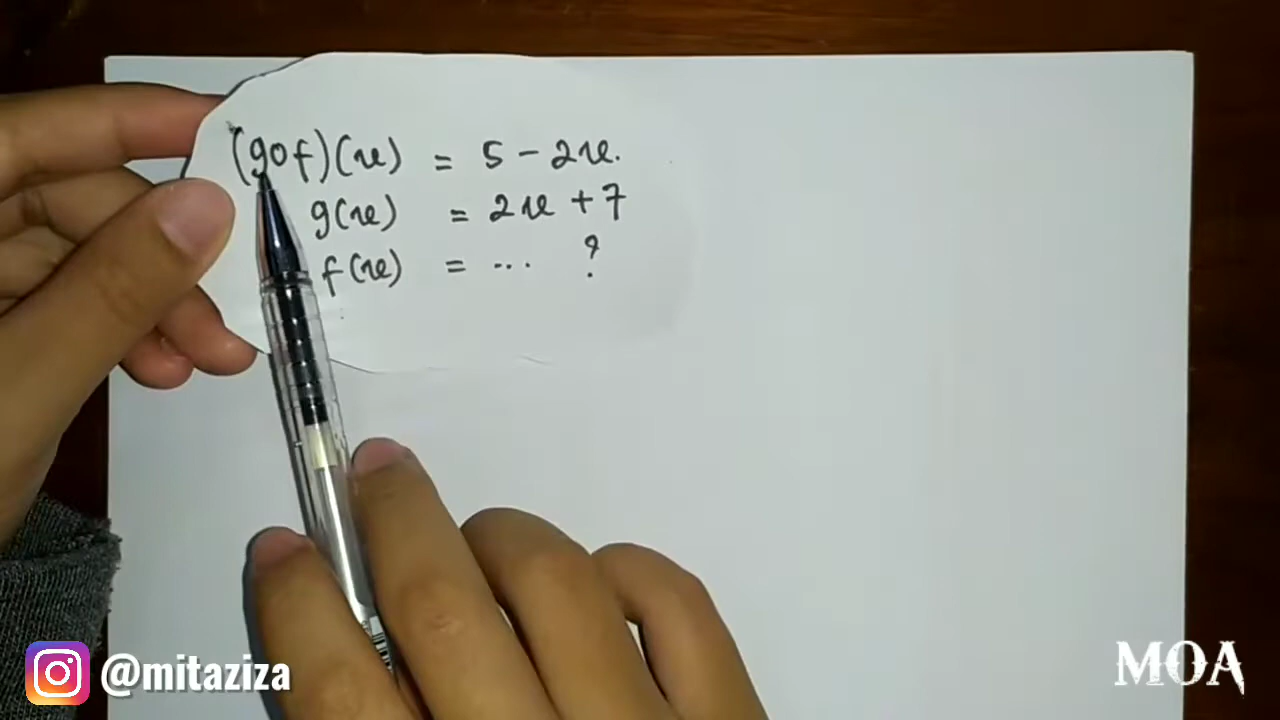 (gof)(x) = 5 - 2x.
g(x) = 2x + 7
f(x) = ... ?
@mitaziza
MOA